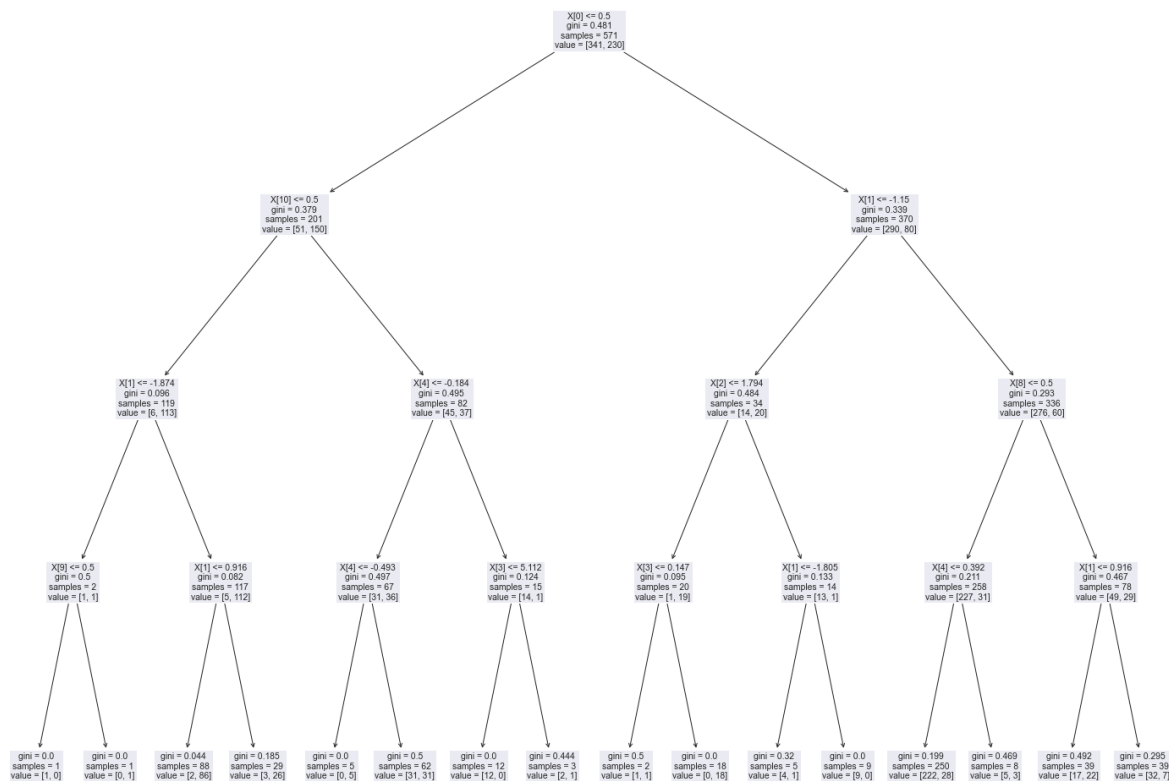 X[0] <= 0.5
gini = 0.481
samples = 571
value = [341, 230]
X[10] <= 0.5
gini = 0.379
samples = 201
value = [51, 150]
X[1] <= -1.15
gini = 0.339
samples = 370
value = [290, 80]
X[1] <= -1.874
gini = 0.096
samples = 119
value = [6, 113]
X[4] <= -0.184
gini = 0.495
samples = 82
value = [45, 37]
X[2] <= 1.794
gini = 0.484
samples = 34
value = [14, 20]
X[8] <= 0.5
gini = 0.293
samples = 336
value = [276, 60]
X[9] <= 0.5
gini = 0.5
samples = 2
value = [1, 1]
X[1] <= 0.916
gini = 0.082
samples = 117
value = [5, 112]
X[4] <= -0.493
gini = 0.497
samples = 67
value = [31, 36]
X[3] <= 5.112
gini = 0.124
samples = 15
value = [14, 1]
X[3] <= 0.147
gini = 0.095
samples = 20
value = [1, 19]
X[1] <= -1.805
gini = 0.133
samples = 14
value = [13, 1]
X[4] <= 0.392
gini = 0.211
samples = 258
value = [227, 31]
X[1] <= 0.916
gini = 0.467
samples = 78
value = [49, 29]
gini = 0.0
samples = 1
value = [1, 0]
gini = 0.0
samples = 1
value = [0, 1]
gini = 0.044
samples = 88
value = [2, 86]
gini = 0.185
samples = 29
value = [3, 26]
gini = 0.0
samples = 5
value = [0, 5]
gini = 0.5
samples = 62
value = [31, 31]
gini = 0.0
samples = 12
value = [12, 0]
gini = 0.444
samples = 3
value = [2, 1]
gini = 0.5
samples = 2
value = [1, 1]
gini = 0.0
samples = 18
value = [0, 18]
gini = 0.32
samples = 5
value = [4, 1]
gini = 0.0
samples = 9
value = [9, 0]
gini = 0.199
samples = 250
value = [222, 28]
gini = 0.469
samples = 8
value = [5, 3]
gini = 0.492
samples = 39
value = [17, 22]
gini = 0.295
samples = 39
value = [32, 7]